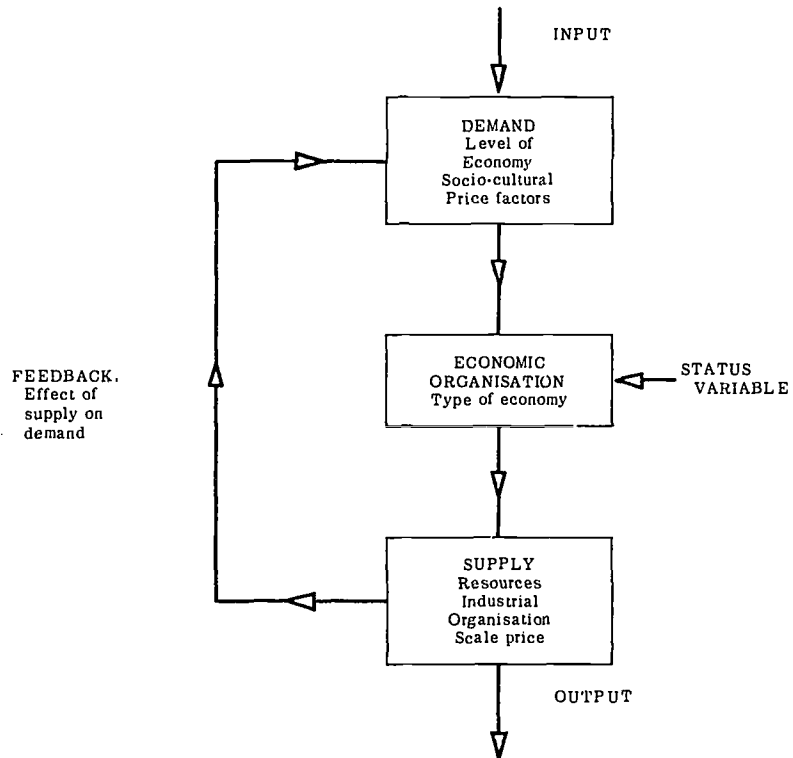 INPUT
DEMAND
Level of
Economy
Socio-cultural
Price factors
ECONOMIC
ORGANISATION
Type of economy
STATUS
VARIABLE
FEEDBACK.
Effect of
supply on
demand
SUPPLY
Resources
Industrial
Organisation
Scale price
OUTPUT